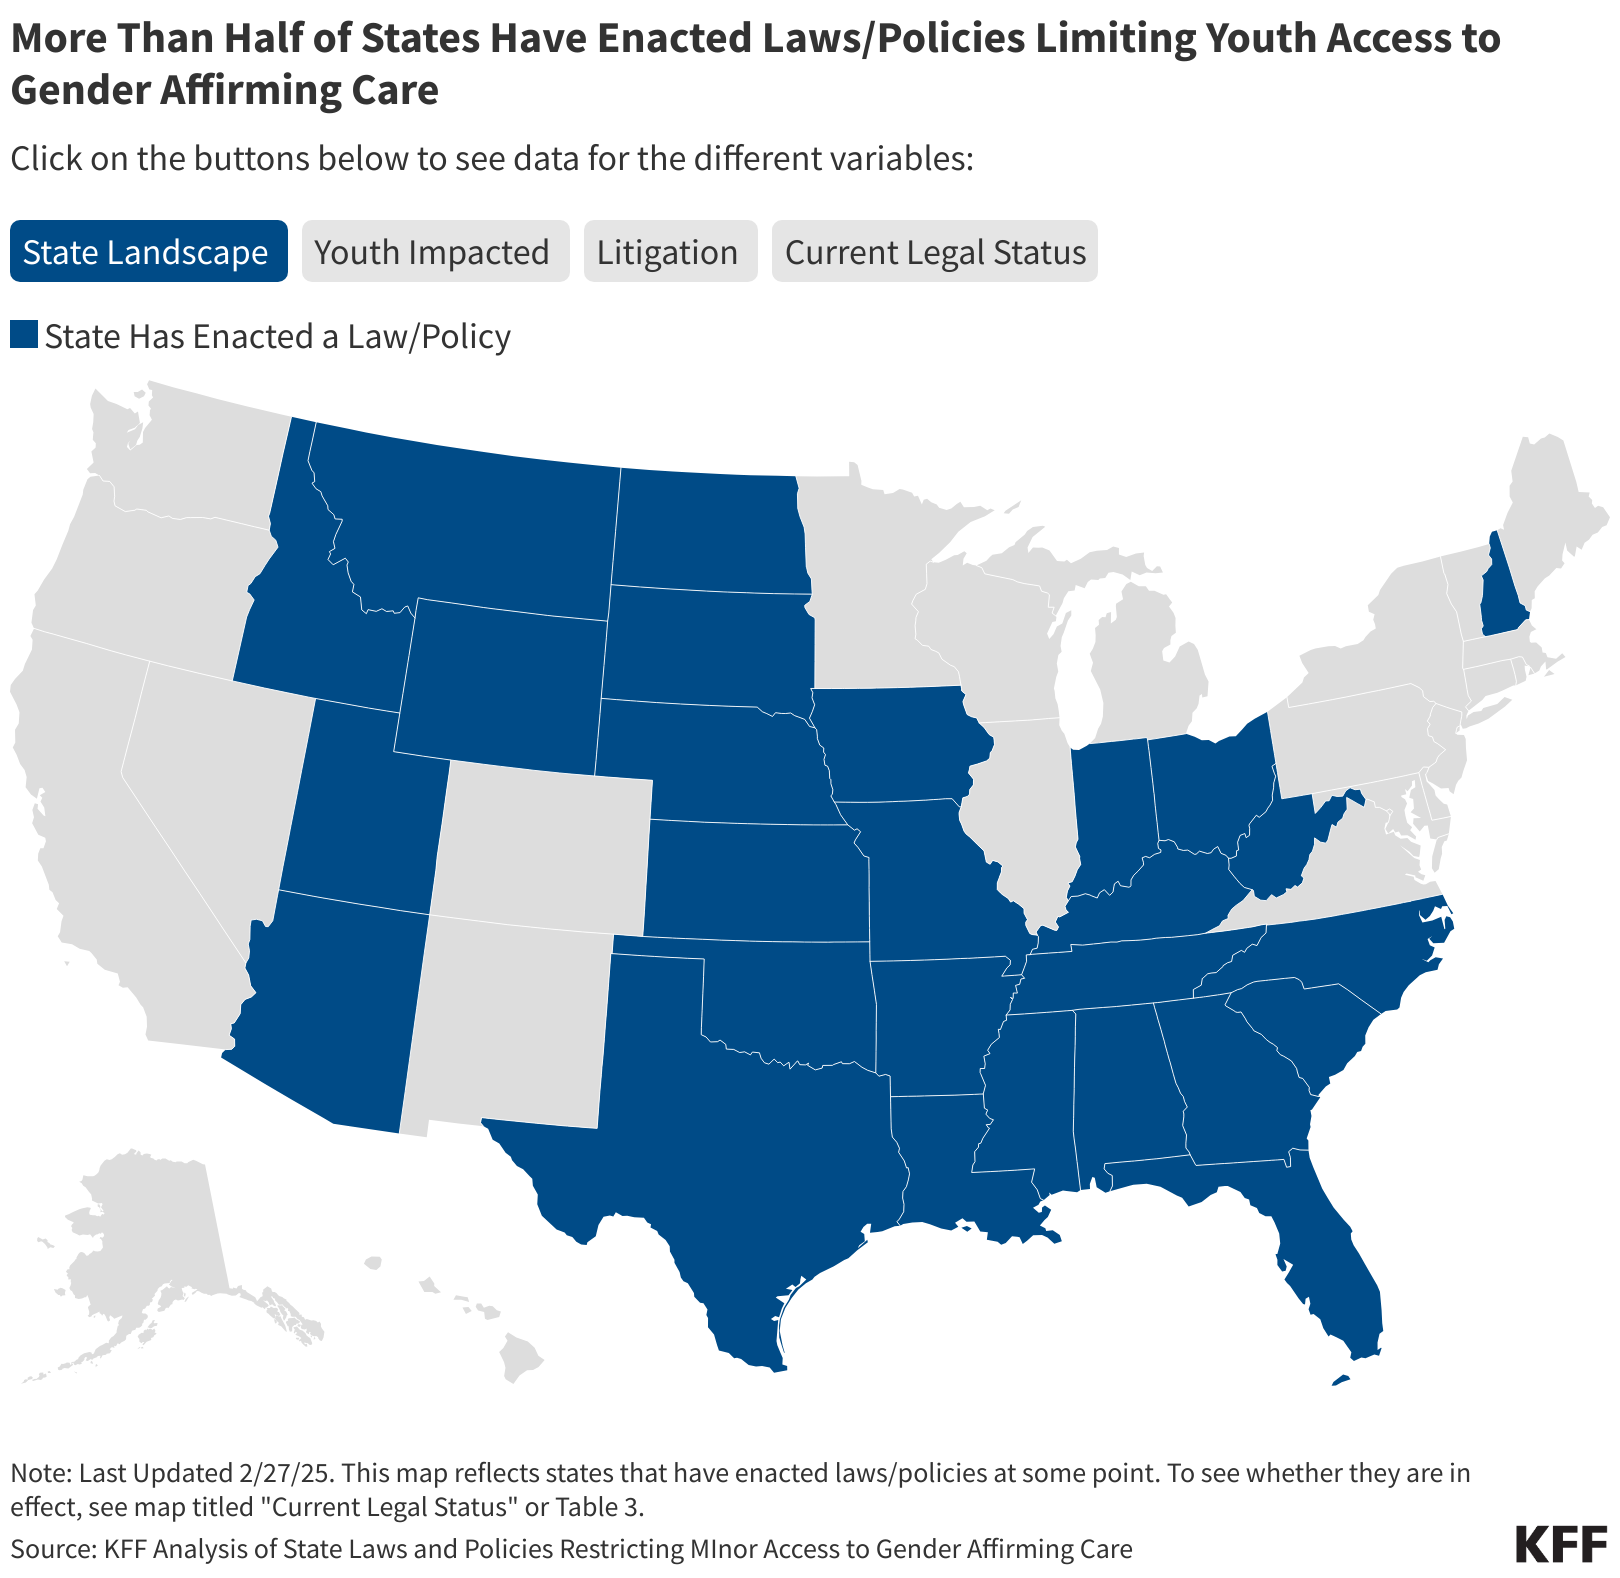 More Than Half of States Have Enacted Laws/Policies Limiting Youth Access to
Gender Affirming Care
Click on the buttons below to see data for the different variables:
State Landscape Youth Impacted Litigation Current Legal Status
State Has Enacted a Law/Policy
Note: Last Updated 2/27/25. This map reflects states that have enacted laws/policies at some point. To see whether they are in
effect, see map titled "Current Legal Status" or Table 3.
Source: KFF Analysis of State Laws and Policies Restricting MInor Access to Gender Affirming Care
KFF